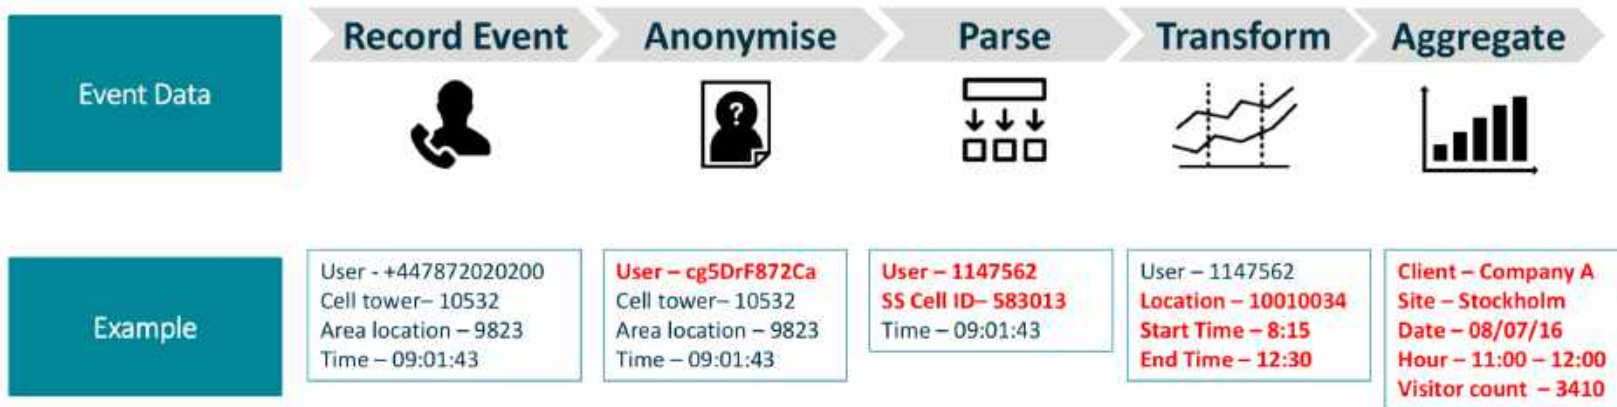 Event Data
Record Event
Anonymise
Parse
Transform
Aggregate
?
Example
User - +447872020200
Cell tower– 10532
Area location – 9823
Time – 09:01:43
User – cg5DrF872Ca
Cell tower– 10532
Area location – 9823
Time – 09:01:43
User – 1147562
SS Cell ID– 583013
Time – 09:01:43
User – 1147562
Location – 10010034
Start Time – 8:15
End Time – 12:30
Client – Company A
Site – Stockholm
Date – 08/07/16
Hour – 11:00 – 12:00
Visitor count – 3410